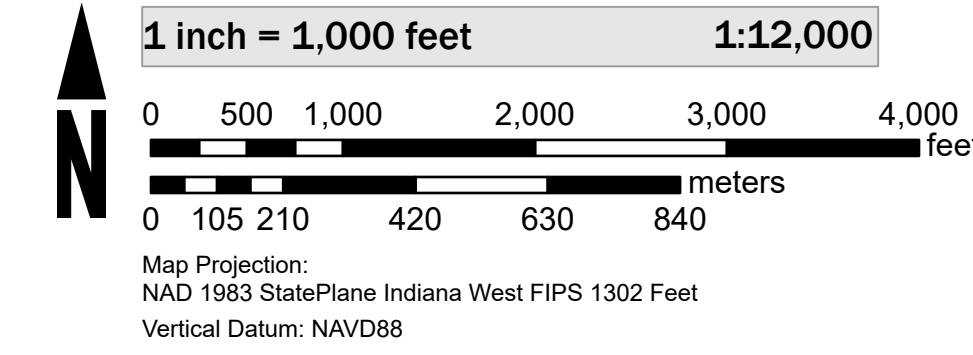 N
1 inch = 1,000 feet 1:12,000
0 500 1,000 2,000 3,000 4,000
feet
meters
0 105 210 420 630 840
Map Projection:
NAD 1983 StatePlane Indiana West FIPS 1302 Feet
Vertical Datum: NAVD88